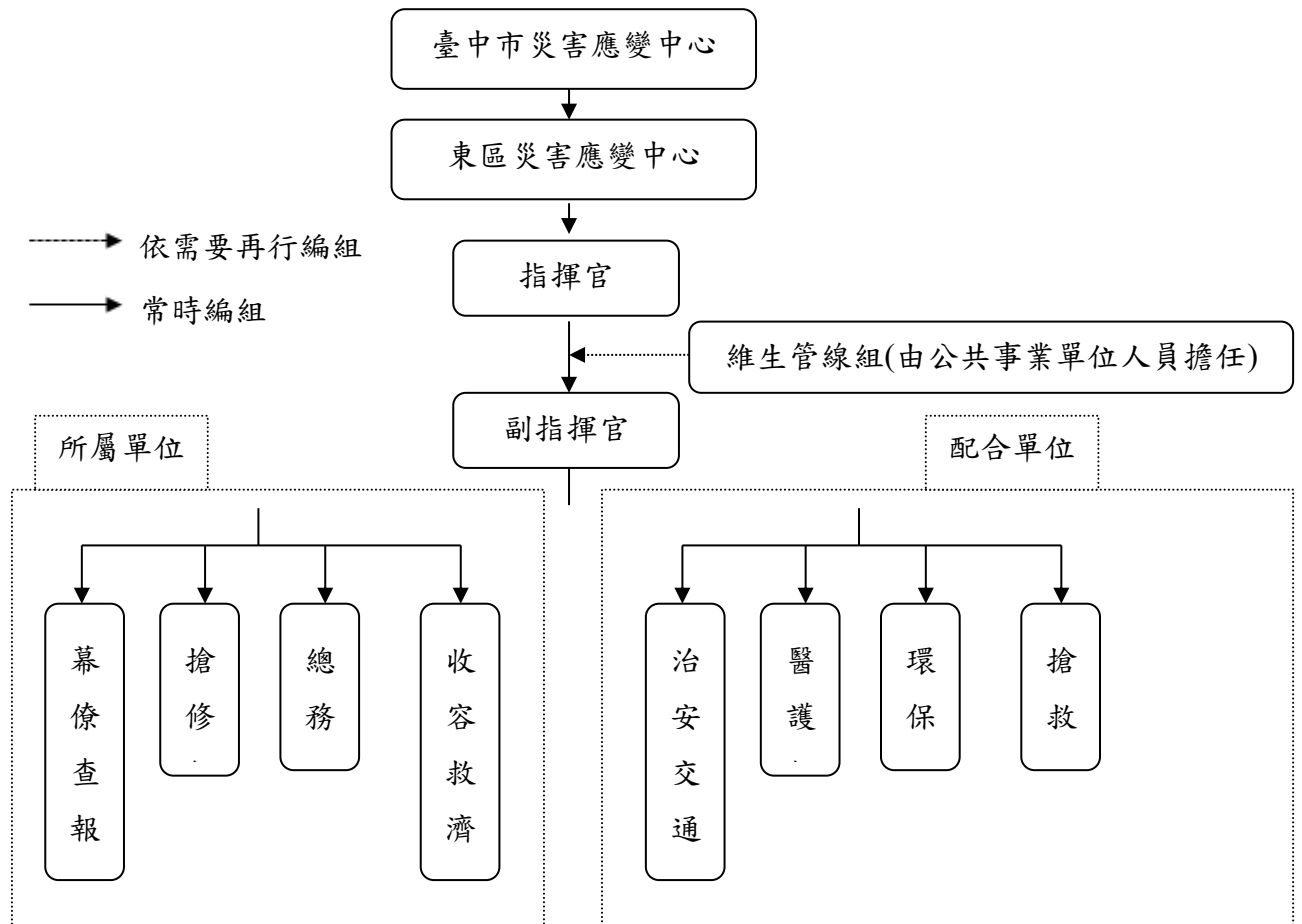 臺中市災害應變中心
東區災害應變中心
依需要再行編組
常時編組
指揮官
維生管線組(由公共事業單位人員擔任)
副指揮官
所屬單位
配合單位
幕僚查報
搶修
總務
收容救濟
治安交通
醫護
環保
搶救